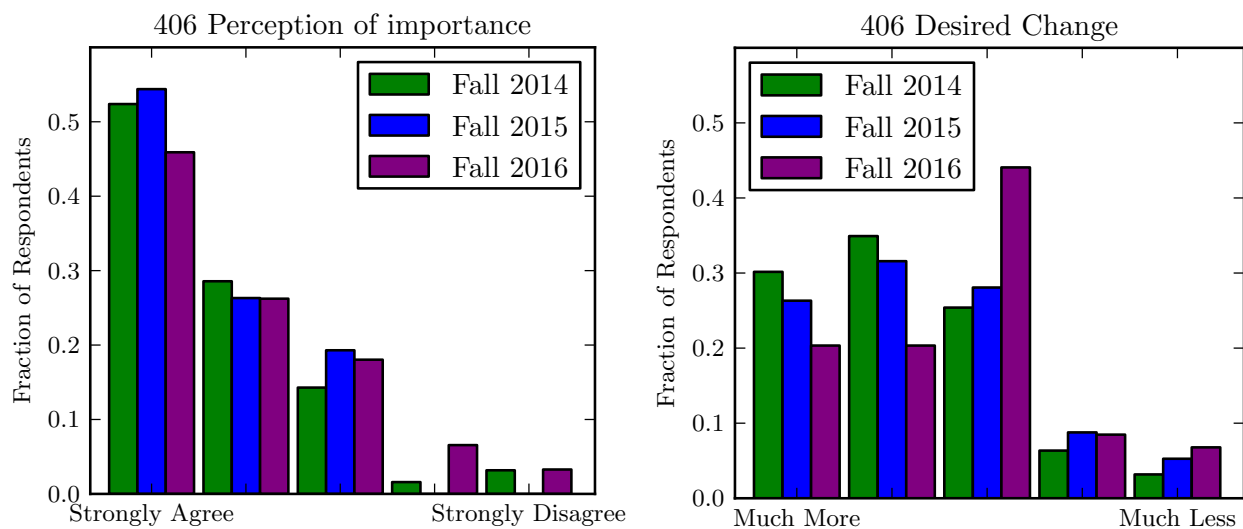 406 Perception of importance
Fraction of Respondents
0.5
0.4
0.3
0.2
0.1
0.0
Fall 2014
Fall 2015
Fall 2016
Strongly Agree
Strongly Disagree
406 Desired Change
Fraction of Respondents
0.5
0.4
0.3
0.2
0.1
0.0
Fall 2014
Fall 2015
Fall 2016
Much More
Much Less